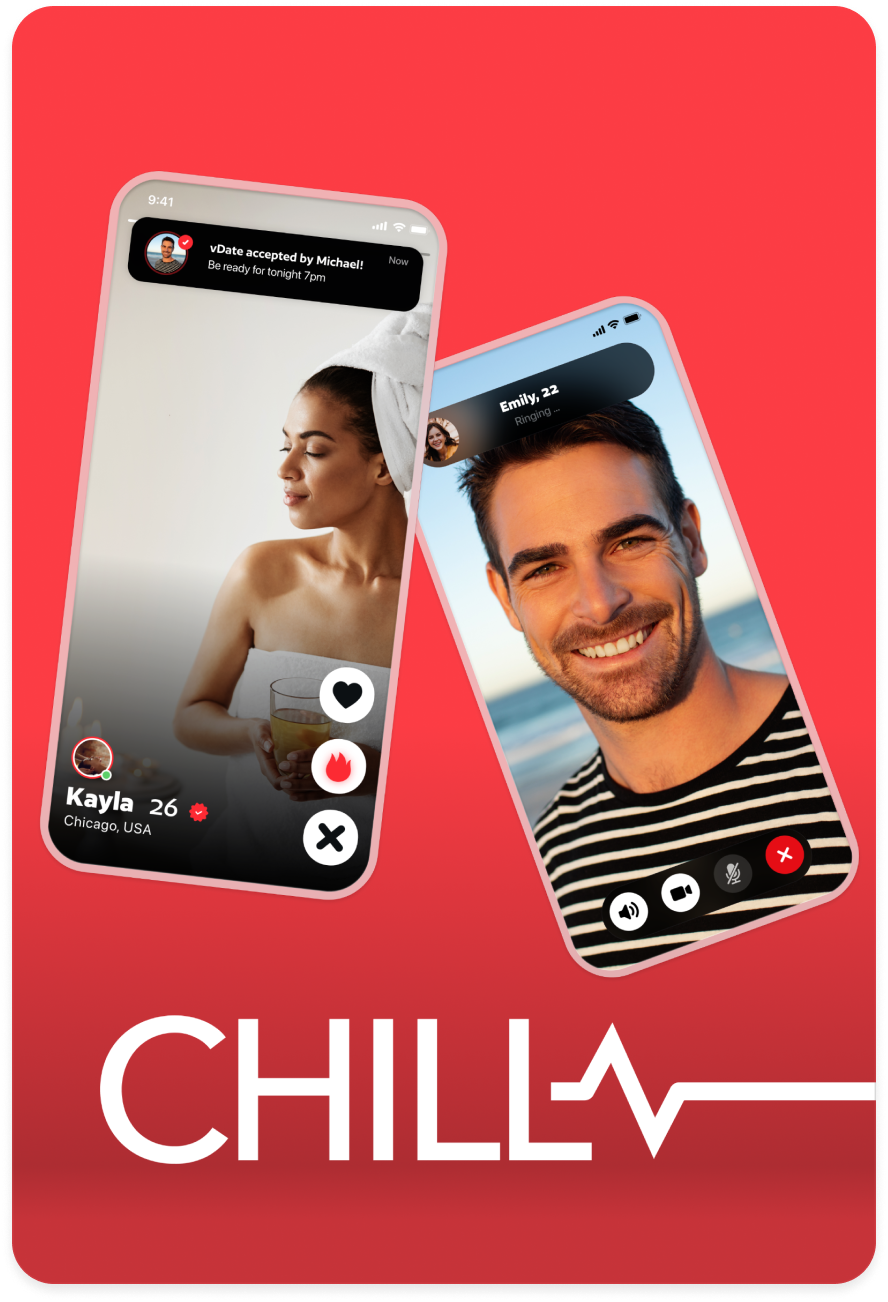 9:41
vDate accepted by Michael!
Now
Be ready for tonight 7pm
Emily, 22
Ringing ...
Kayla 26
Chicago, USA
CHILL